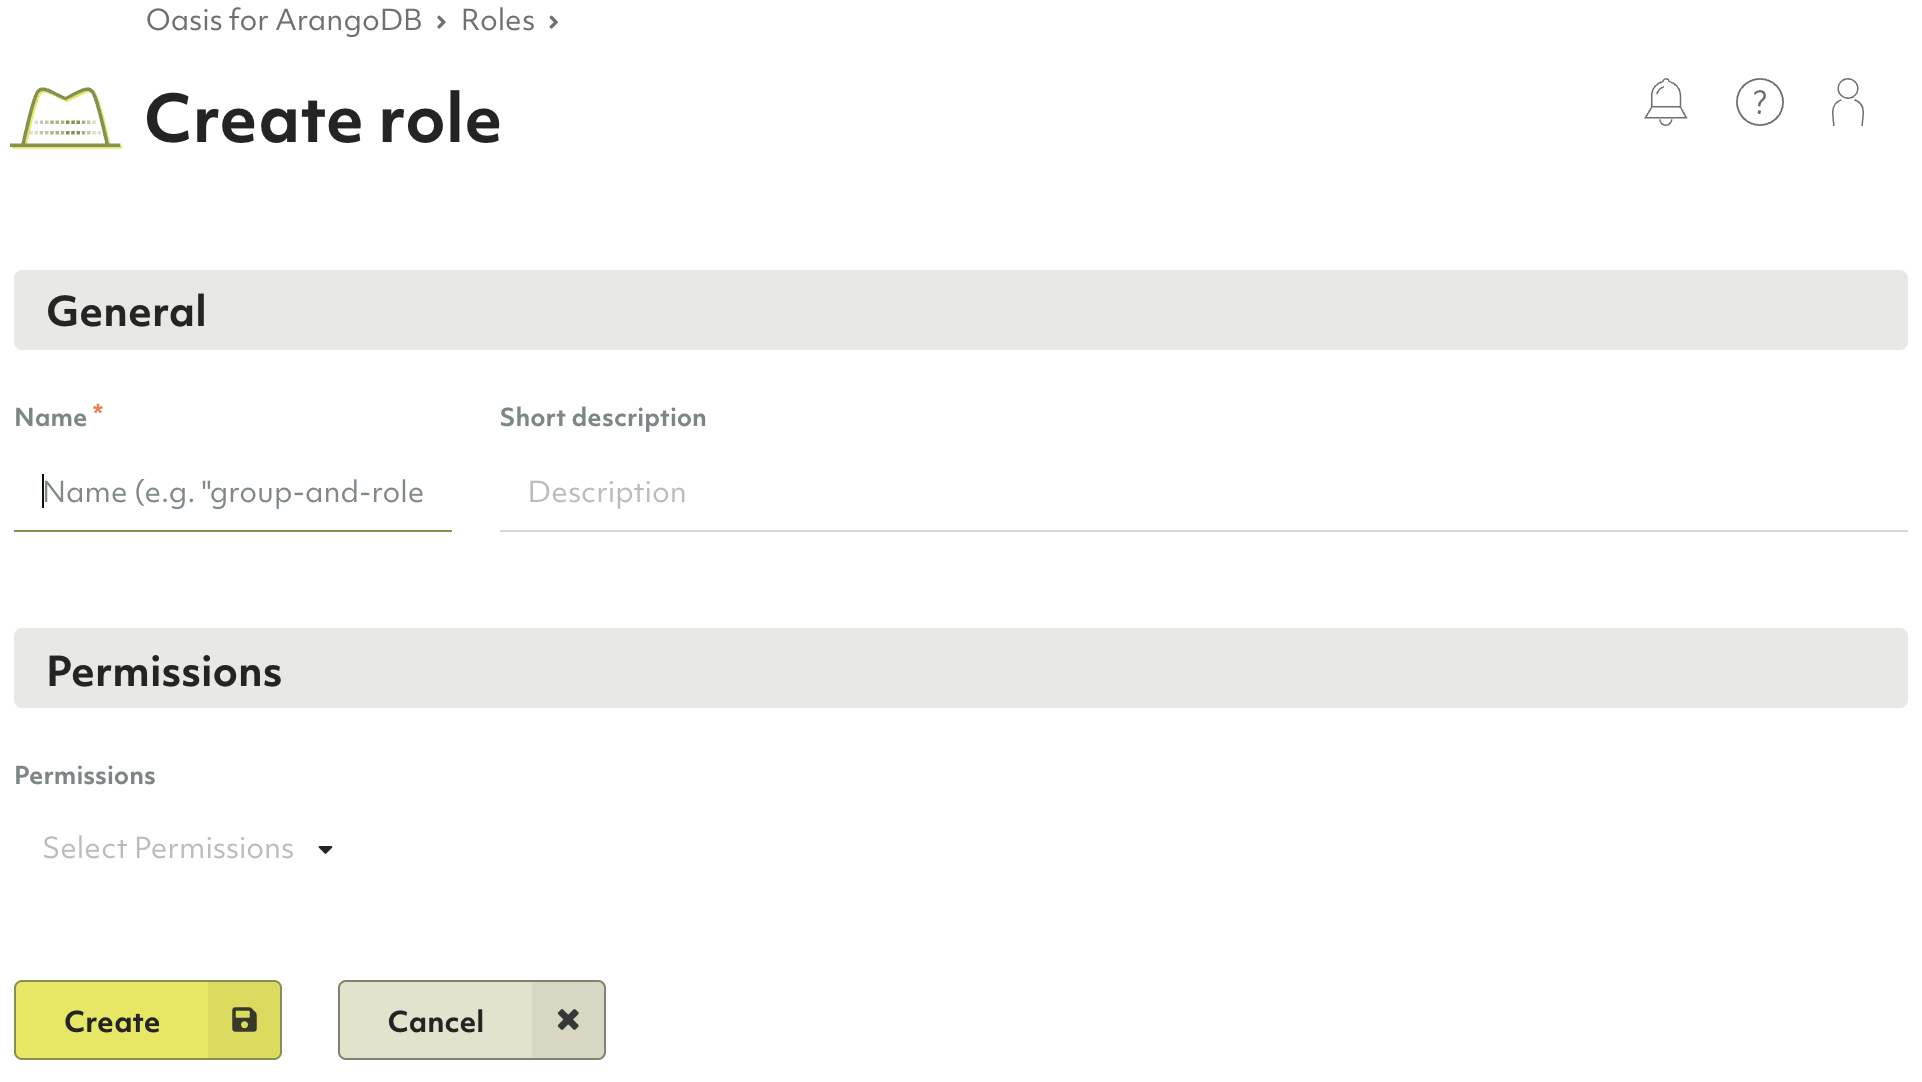 Oasis for ArangoDB › Roles ›
Create role
?
General
Name * Short description
Name (e.g. "group-and-role Description
Permissions
Permissions
Select Permissions
Create Cancel